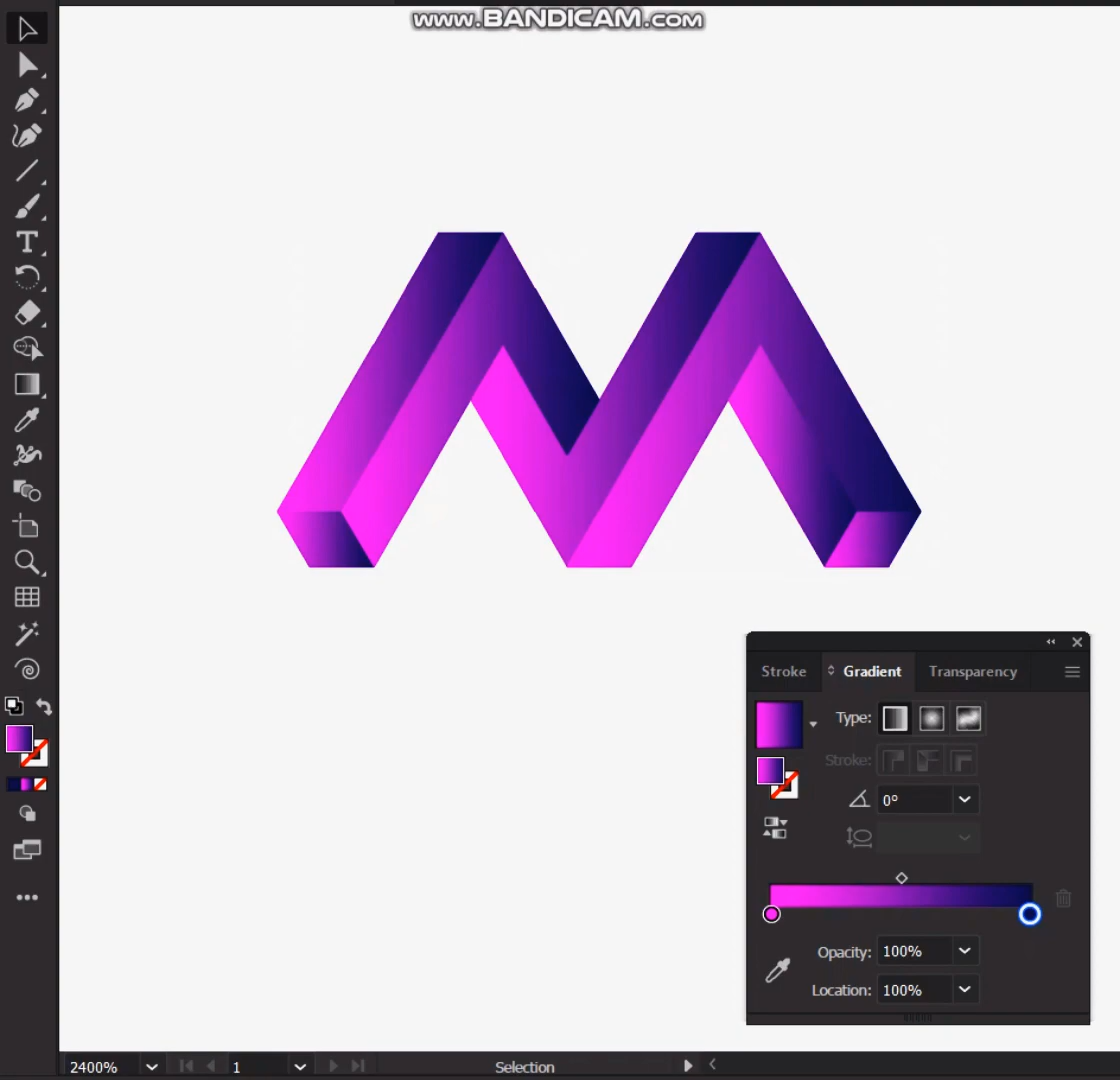 www.BANDICAM.com
T
Stroke Gradient Transparency
Type:
Stroke:
0°
Opacity: 100%
Location: 100%
2400% 1 Selection